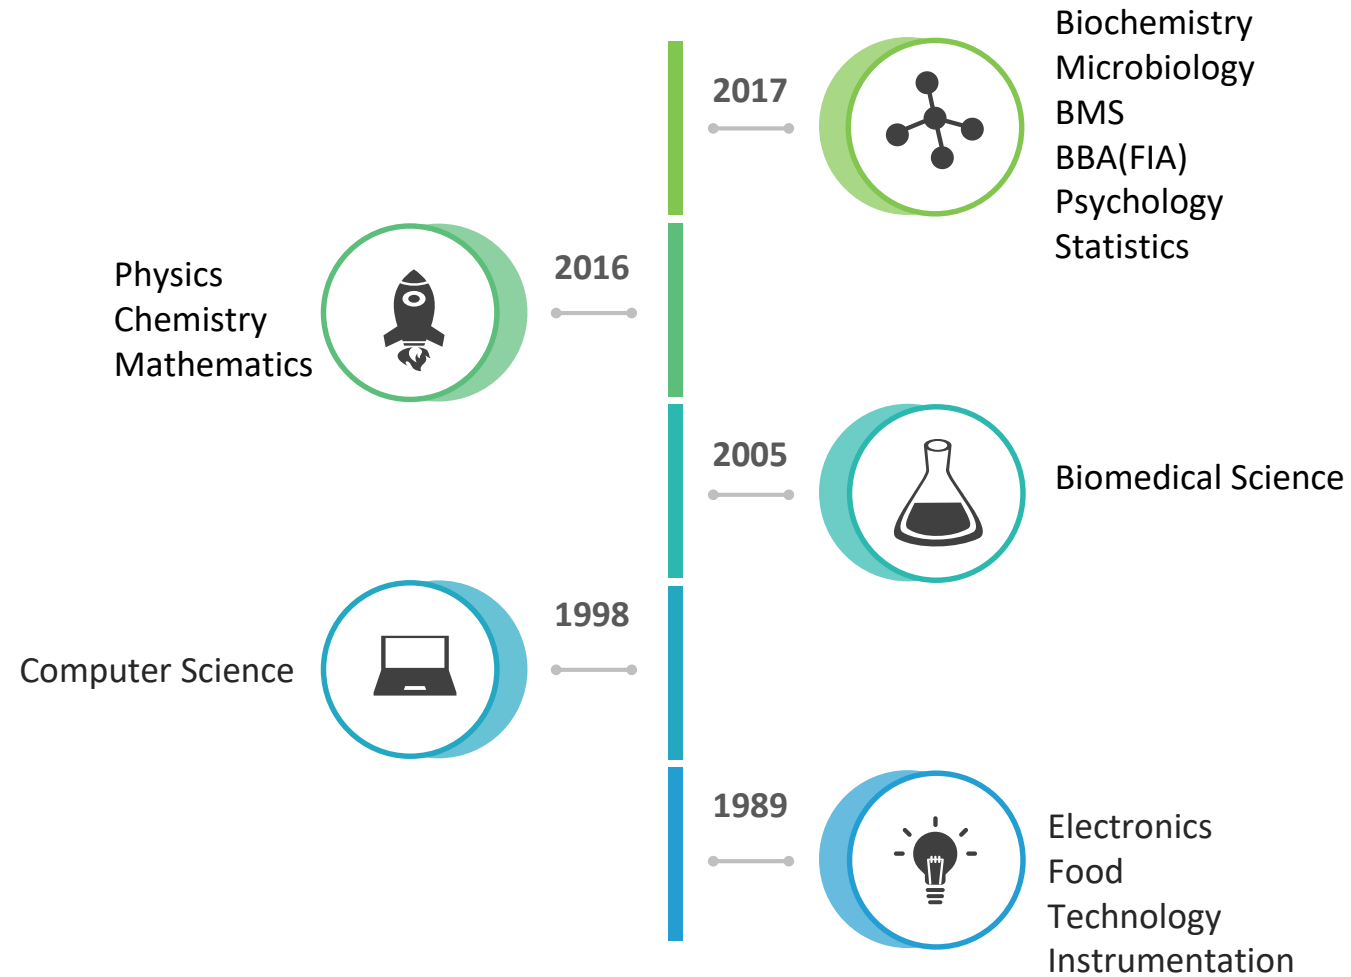 2017
Biochemistry
Microbiology
BMS
BBA(FIA)
Psychology
Statistics
2016
Physics
Chemistry
Mathematics
2005
Biomedical Science
1998
Computer Science
1989
Electronics
Food
Technology
Instrumentation